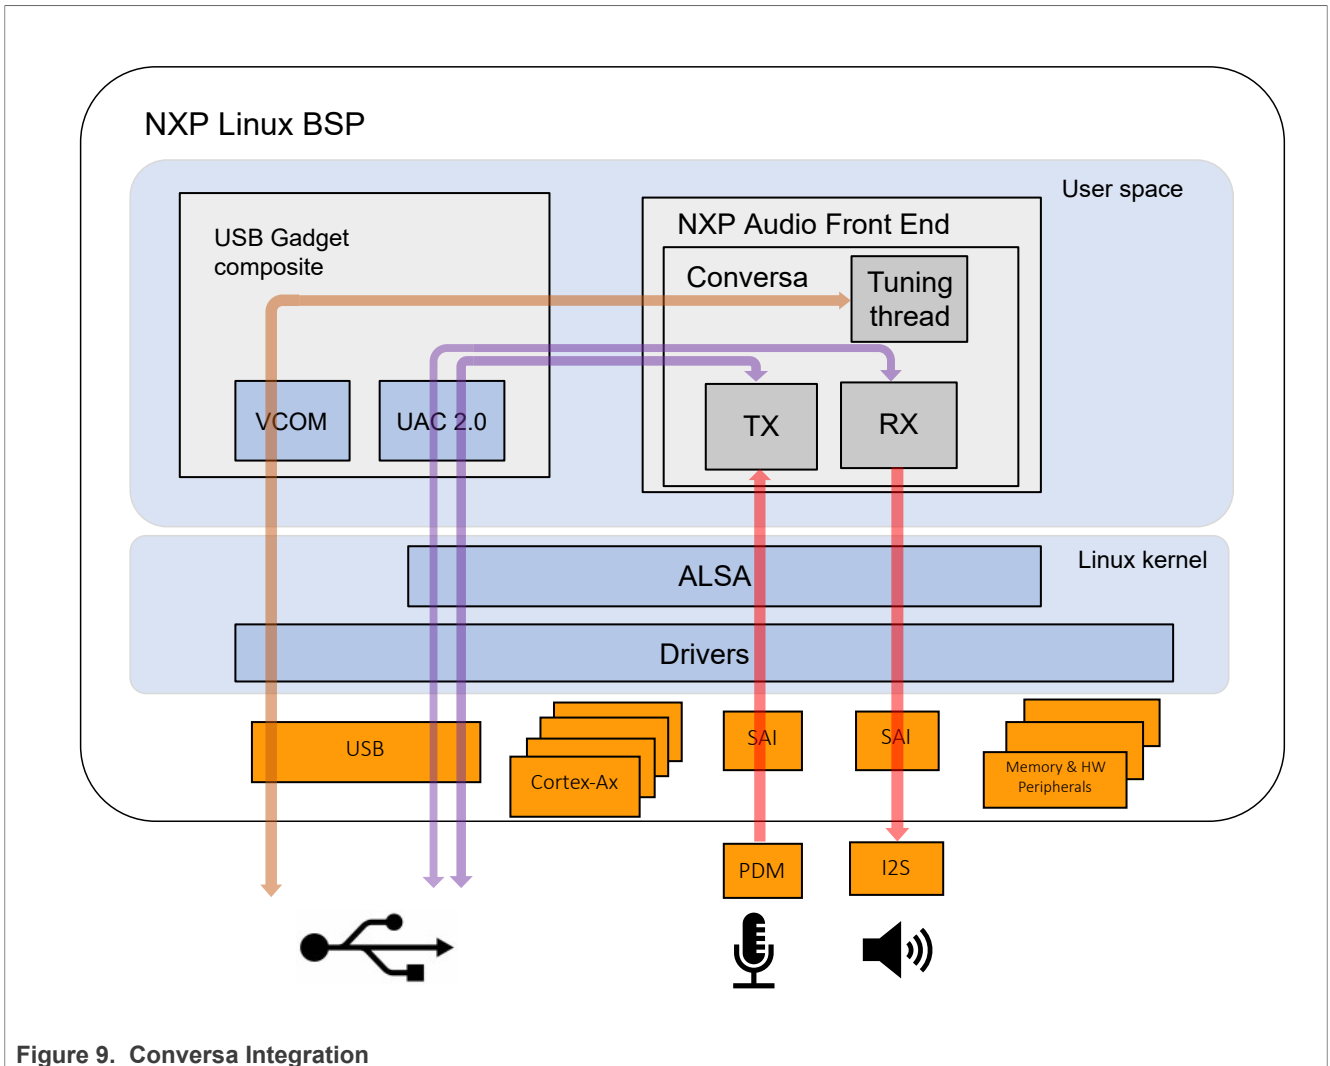 NXP Linux BSP
User space
USB Gadget
composite
NXP Audio Front End
Conversa
Tuning
thread
VCOM
UAC 2.0
TX
RX
Linux kernel
ALSA
Drivers
USB
Cortex-Ax
SAI
SAI
Memory & HW
Peripherals
PDM
I2S
Figure 9. Conversa Integration